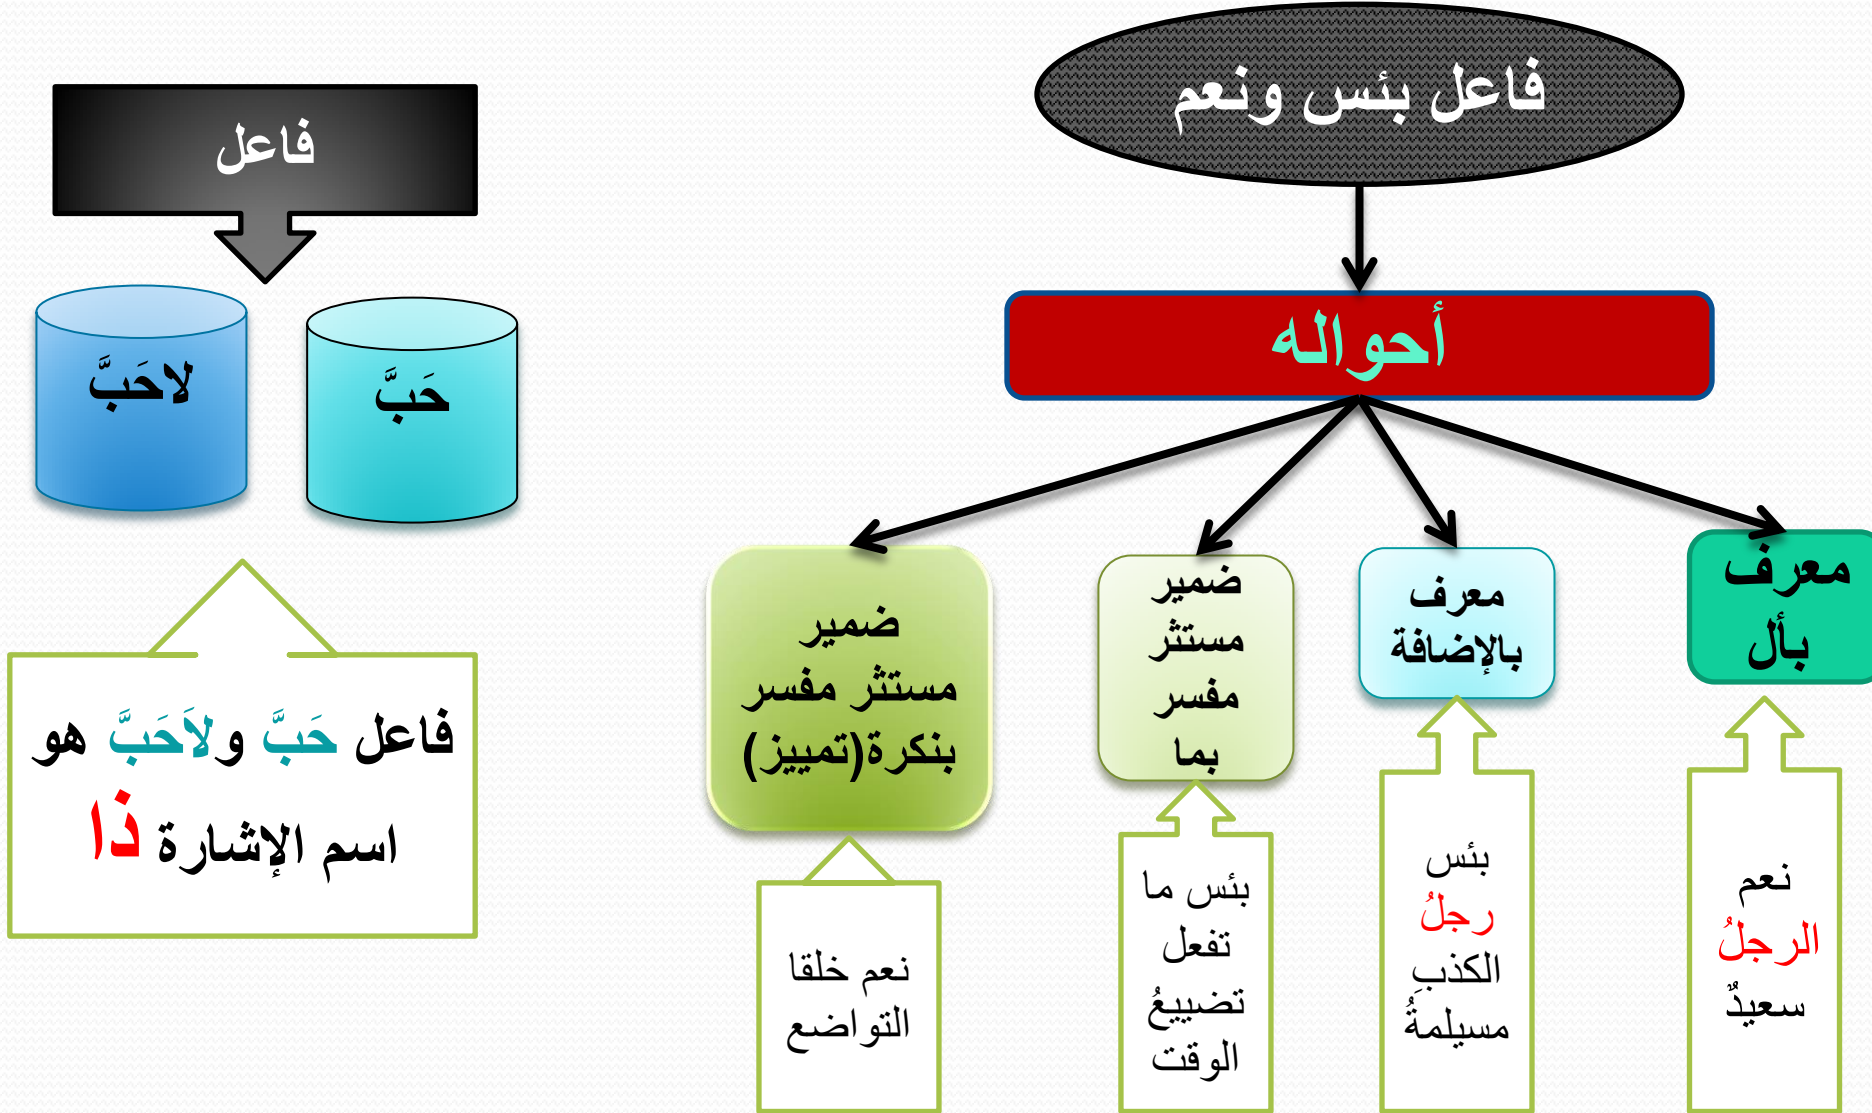 فاعل بئس ونعم
أحواله
معرف
بأل
معرف
بالإضافة
ضمير
مستثر
مفسر
بما
ضمير
مستثر مفسر
بنكرة(تمييز)
نعم
الرجلُ
سعيدٌ
بئس
رجلُ
الكذبِ
مسيلمةُ
بئس ما
تفعل
تضييعُ
الوقت
نعم خلقا
التواضع
فاعل
حَبَّ
لاحَبَّ
فاعل حَبَّ ولاَحَبَّ هو
اسم الإشارة ذا